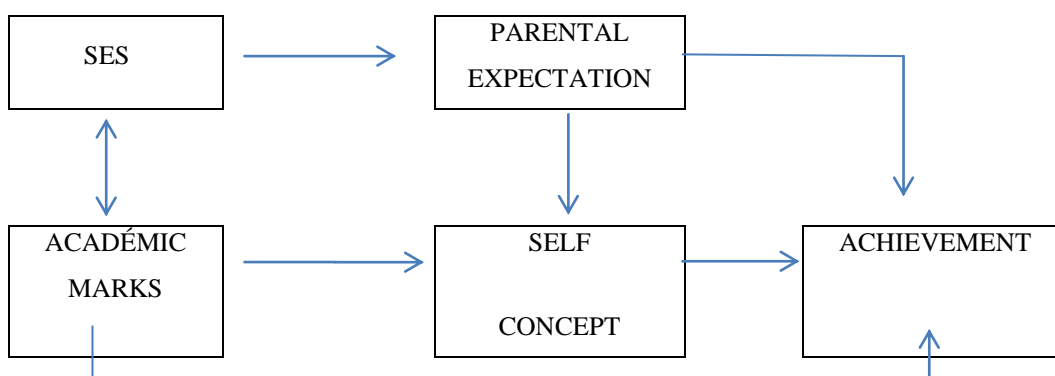 SES
PARENTAL
EXPECTATION
ACADÉMIC
MARKS
SELF
CONCEPT
ACHIEVEMENT